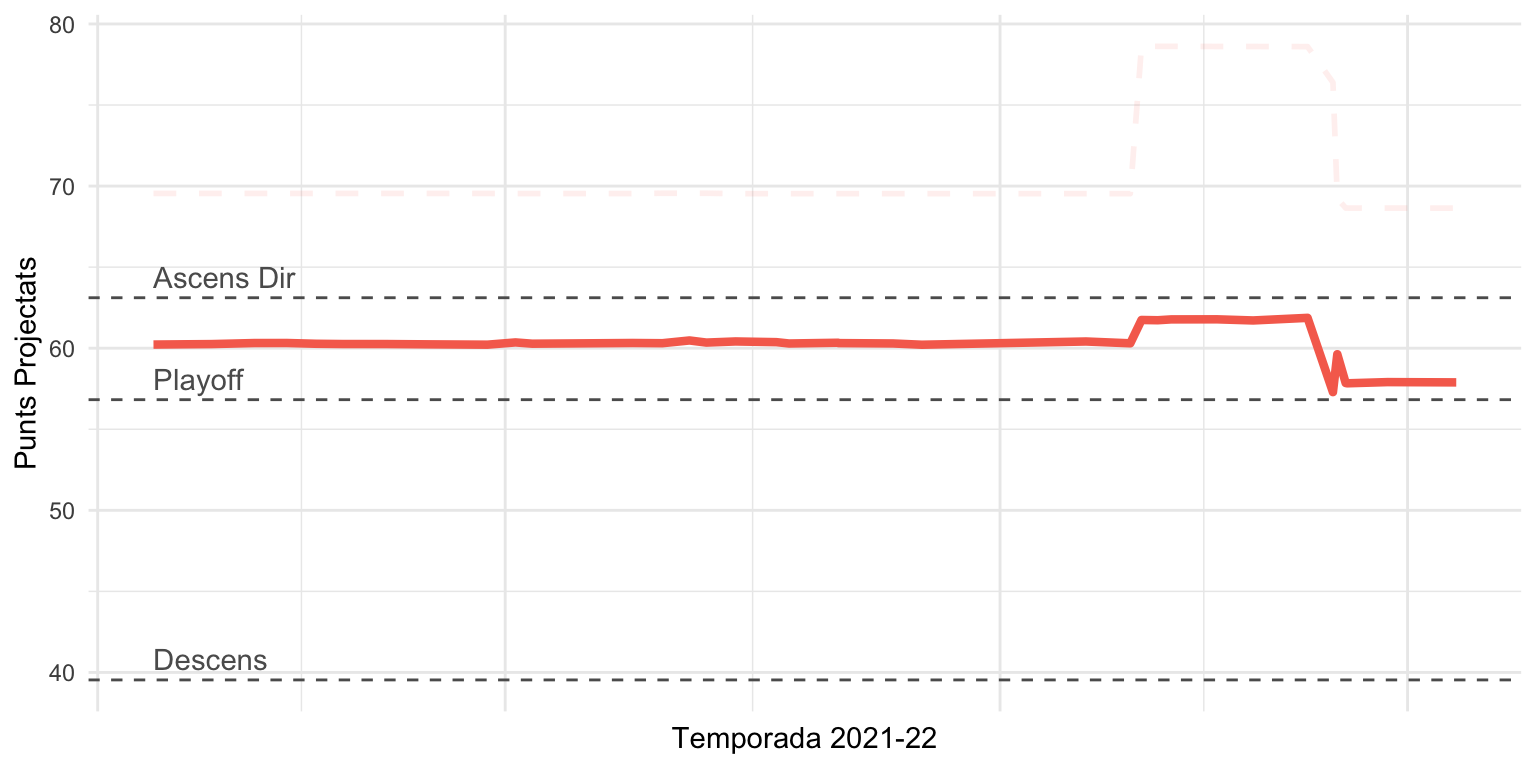 80
70
60
50
40
Punts Projectats
Ascens Dir
Playoff
Descens
Temporada 2021-22